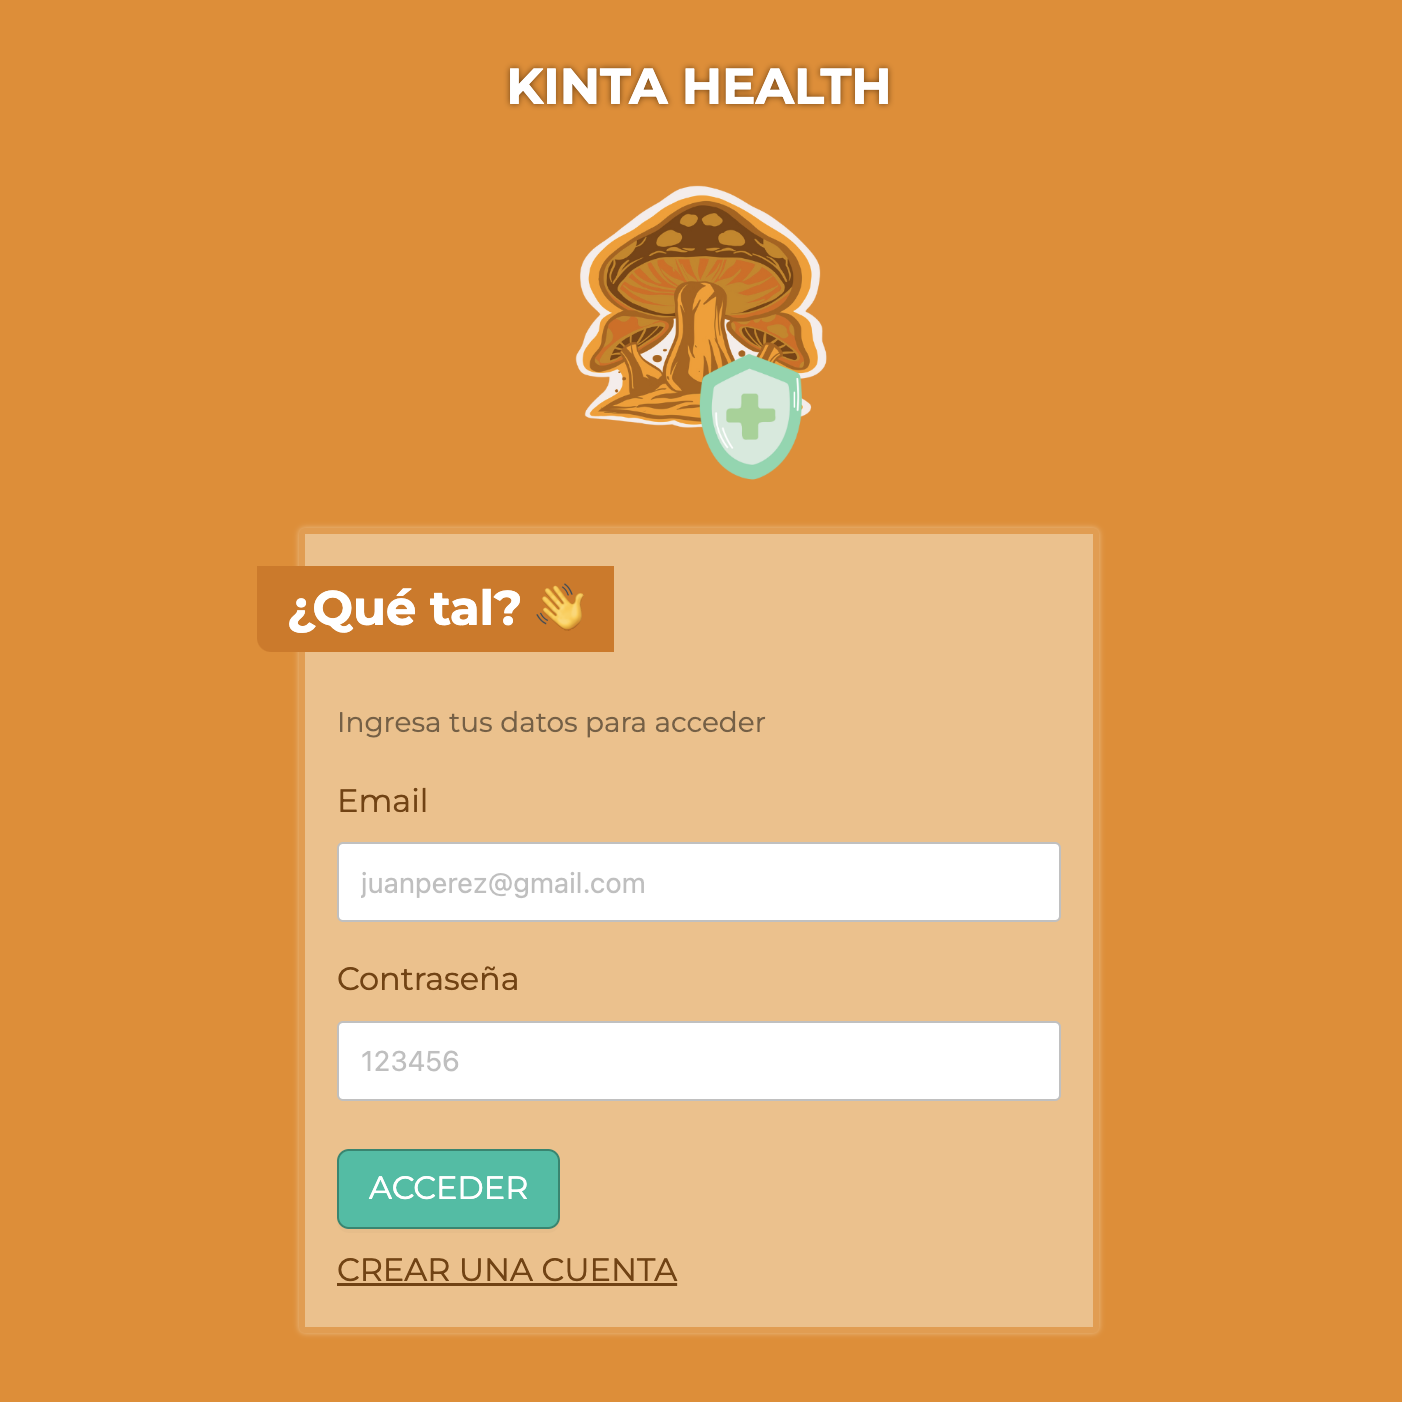 KINTA HEALTH
¿Qué tal? 👋
Ingresa tus datos para acceder
Email
juanperez@gmail.com
Contraseña
123456
ACCEDER
CREAR UNA CUENTA